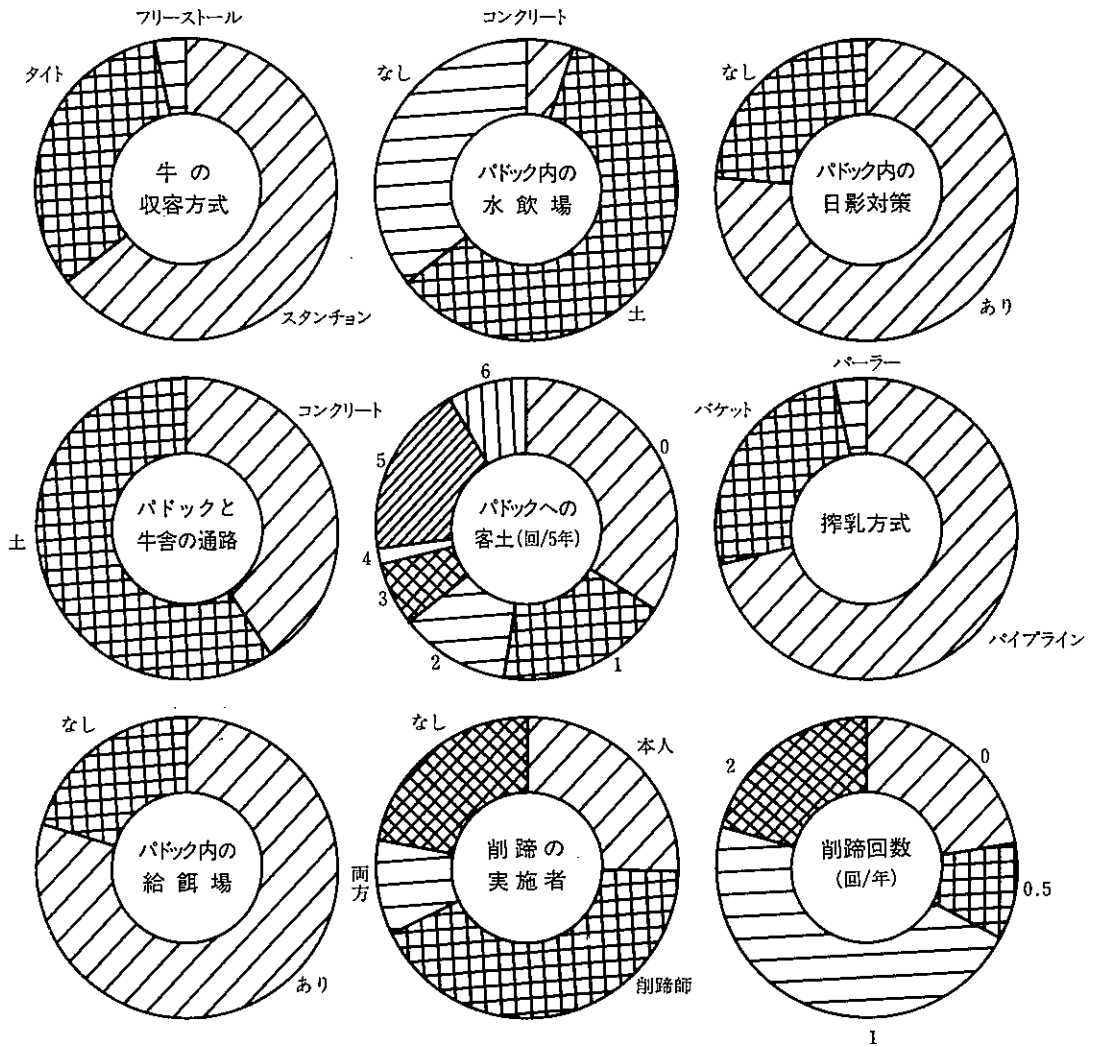 フリーストール
タイト
牛の
収容方式
スタンチョン
コンクリート
なし
パドック内の
水飲場
土
なし
パドック内の
日影対策
あり
コンクリート
パドックと
牛舎の通路
土
6
0
5
パドックへの
客土(回/5年)
4
3
2
1
パーラー
バケット
搾乳方式
パイプライン
なし
パドック内の
給餌場
あり
なし
本人
削蹄の
実施者
両方
削蹄師
2
0
削蹄回数
(回/年)
0.5
1